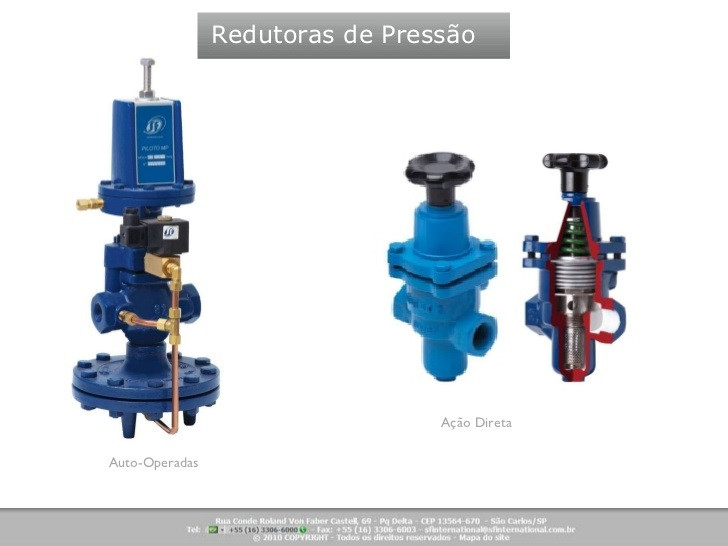 Redutoras de Pressão
SF
PILOTO MP
SF
Ação Direta
Auto-Operadas
Rua Conde Roland Von Faber Castell, 69 - Pq Delta - CEP 13564-670 - São Carlos/SP
Tel: +55 (16) 3306-6000 - Fax: +55 (16) 3306-6003 - sfinternational@sfinternational.com.br
© 2010 COPYRIGHT - Todos os direitos reservados - Mapa do site